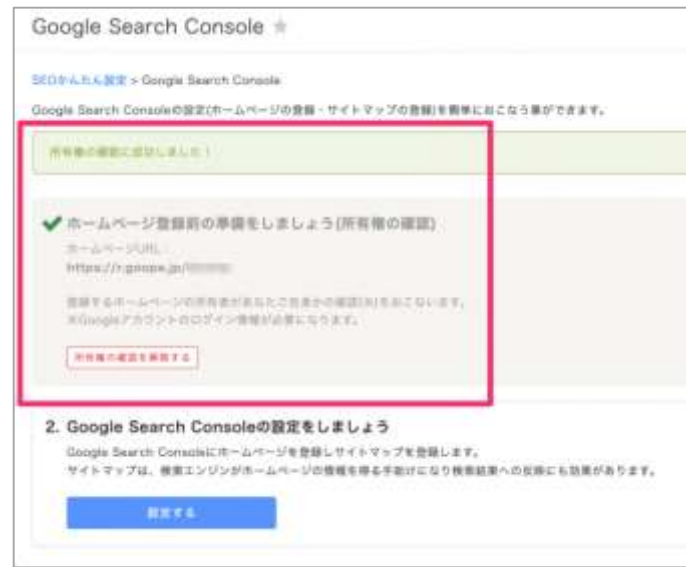 Google Search Console ★
SEOかんたん設定 > Google Search Console
Google Search Consoleの設定(ホームページの登録・サイトマップの登録)を簡単におこなう事ができます。
所有権の確認に成功しました！
ホームページ登録前の準備をしましょう(所有権の確認)
ホームページURL
https://r.goope.jp/
登録するホームページの所有者があなたご自身かの確認(※)をおこないます。
※Googleアカウントのログイン情報が必要になります。
所有権の確認を解除する
2. Google Search Consoleの設定をしましょう
Google Search Consoleにホームページを登録しサイトマップを登録します。
サイトマップは、検索エンジンがホームページの情報を得る手助けになり検索結果への反映にも効果があります。
設定する